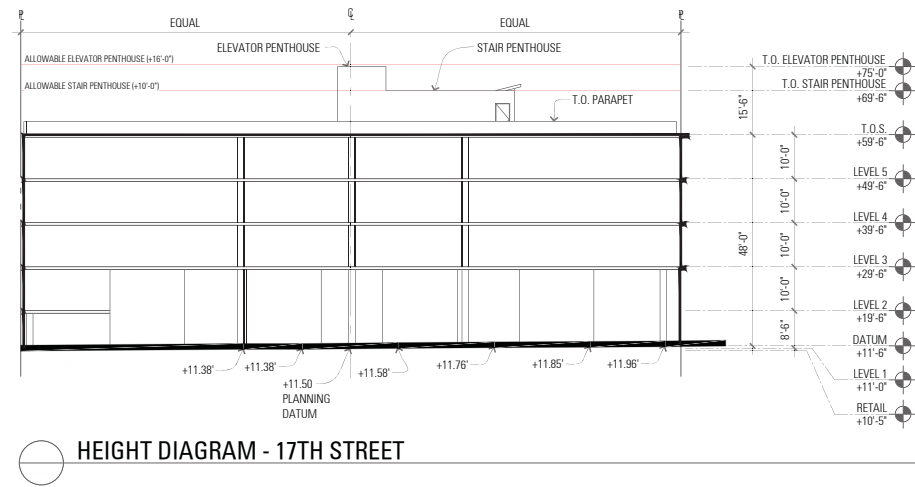 P
L
C
L
P
L
EQUAL
EQUAL
ELEVATOR PENTHOUSE
STAIR PENTHOUSE
ALLOWABLE ELEVATOR PENTHOUSE (+16'-0")
ALLOWABLE STAIR PENTHOUSE (+10'-0")
T.O. PARAPET
T.O. ELEVATOR PENTHOUSE
+75'-0"
T.O. STAIR PENTHOUSE
+69'-6"
T.O.S.
+59'-6"
LEVEL 5
+49'-6"
LEVEL 4
+39'-6"
LEVEL 3
+29'-6"
LEVEL 2
+19'-6"
DATUM
+11'-6"
LEVEL 1
+11'-0"
RETAIL
+10'-5"
15'-6"
48'-0"
10'-0"
10'-0"
10'-0"
10'-0"
8'-6"
+11.38'
+11.38'
+11.50
PLANNING
DATUM
+11.58'
+11.76'
+11.85'
+11.96'
HEIGHT DIAGRAM - 17TH STREET